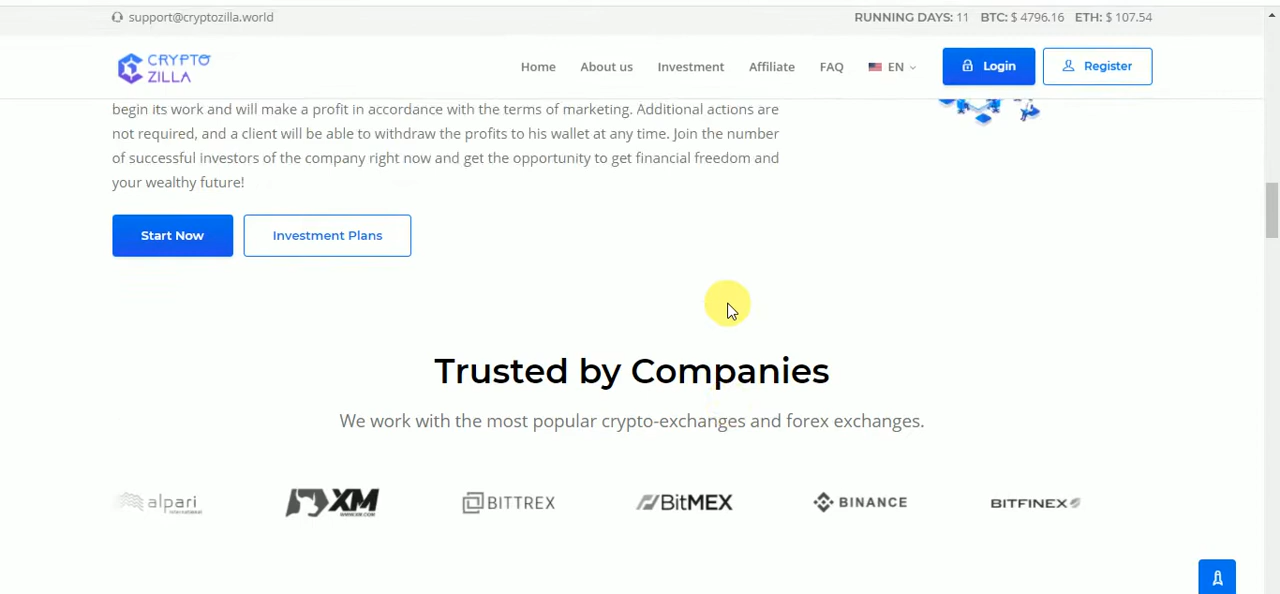 support@cryptozilla.world
RUNNING DAYS: 11 BTC: $ 4796.16 ETH: $ 107.54
CRYPTO
ZILLA
Home About us Investment Affiliate FAQ EN Login Register
begin its work and will make a profit in accordance with the terms of marketing. Additional actions are
not required, and a client will be able to withdraw the profits to his wallet at any time. Join the number
of successful investors of the company right now and get the opportunity to get financial freedom and
your wealthy future!
Start Now Investment Plans
Trusted by Companies
We work with the most popular crypto-exchanges and forex exchanges.
alpari XM BITTREX BitMEX BINANCE BITFINEX
international
WWW.XM.COM